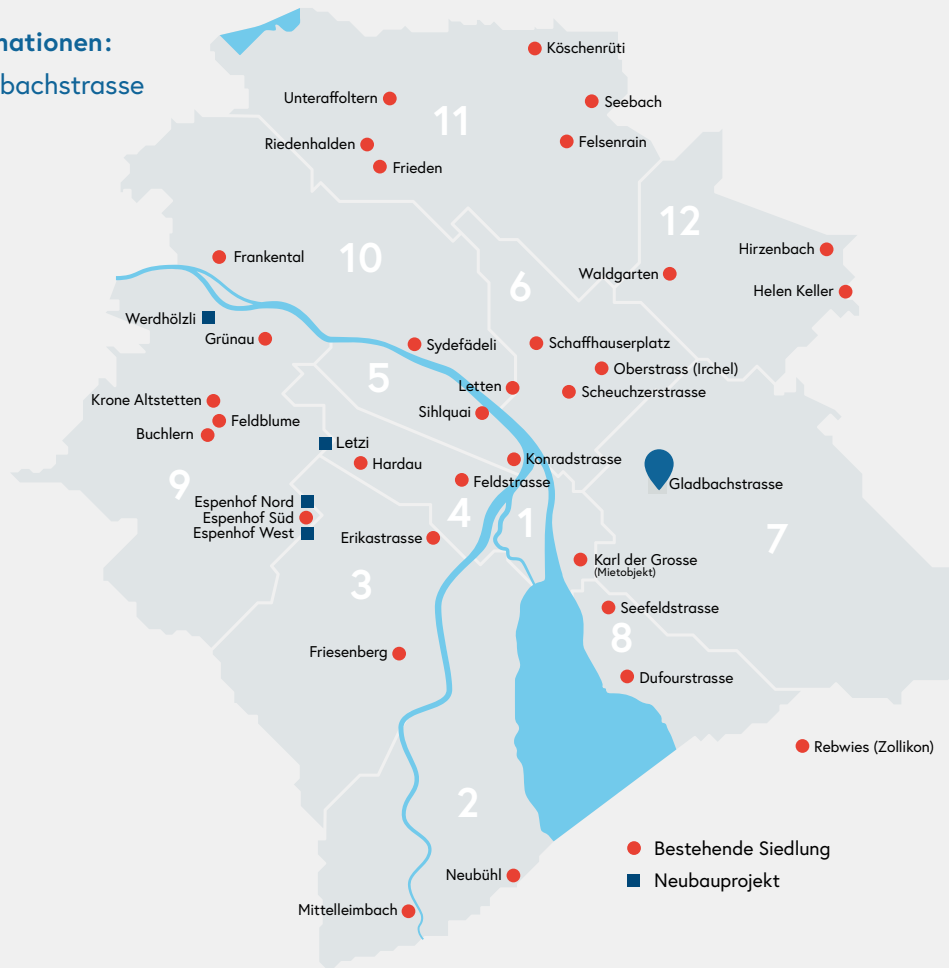 nationen:
bachstrasse
Köschenrüti
Unteraffoltern
Seebach
11
Riedenhalden
Felsenrain
Frieden
12
Hirzenbach
Frankental
10
Waldgarten
6
Helen Keller
Werdhölzli
Grünau
Sydefädeli
Schaffhauserplatz
Oberstrass (Irchel)
5
Letten
Scheuchzerstrasse
Krone Altstetten
Sihlquai
Feldblume
Buchlern
Letzi
Hardau
Konradstrasse
9
Feldstrasse
Gladbachstrasse
Espenhof Nord
4
1
Espenhof Süd
Espenhof West
Erikastrasse
7
Karl der Grosse
(Mietobjekt)
3
Seefeldstrasse
8
Friesenberg
Dufourstrasse
Rebwies (Zollikon)
2
Bestehende Siedlung
Neubühl
Neubauprojekt
Mittelleimbach